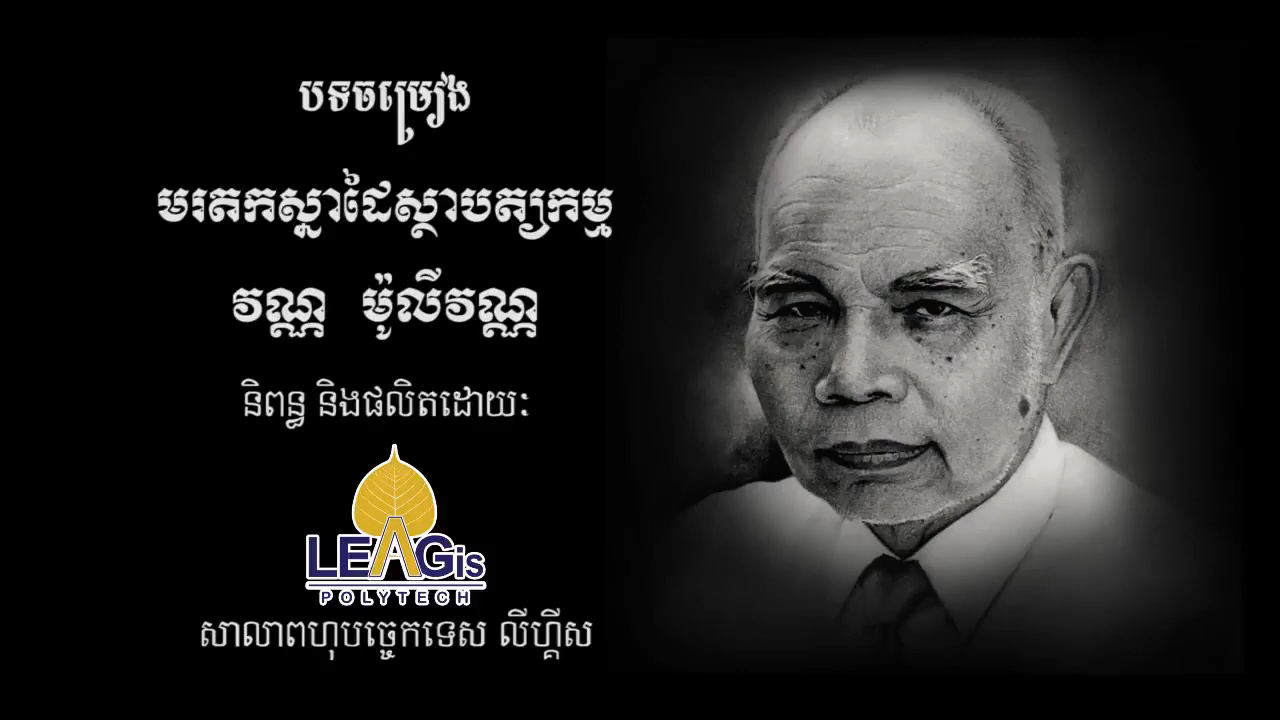 បទចម្រៀង
មរតកស្នាដៃស្ថាបត្យកម្ម
វណ្ណ ម៉ូលីវណ្ណ
និពន្ធ និងផលិតដោយៈ
LEAGis
POLYTECH
សាលាពហុបច្ចេកទេស លីហ្គីស